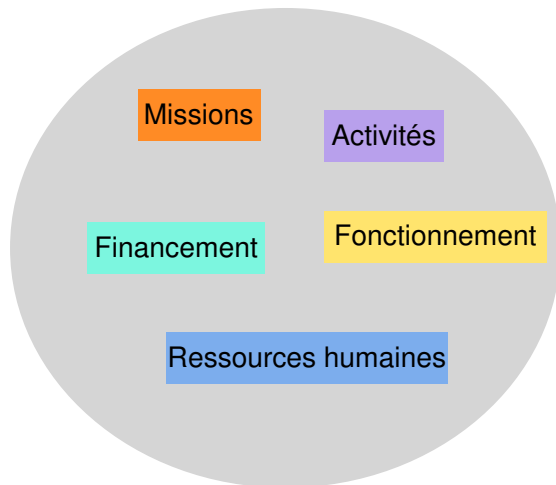 Missions
Activités
Financement
Fonctionnement
Ressources humaines